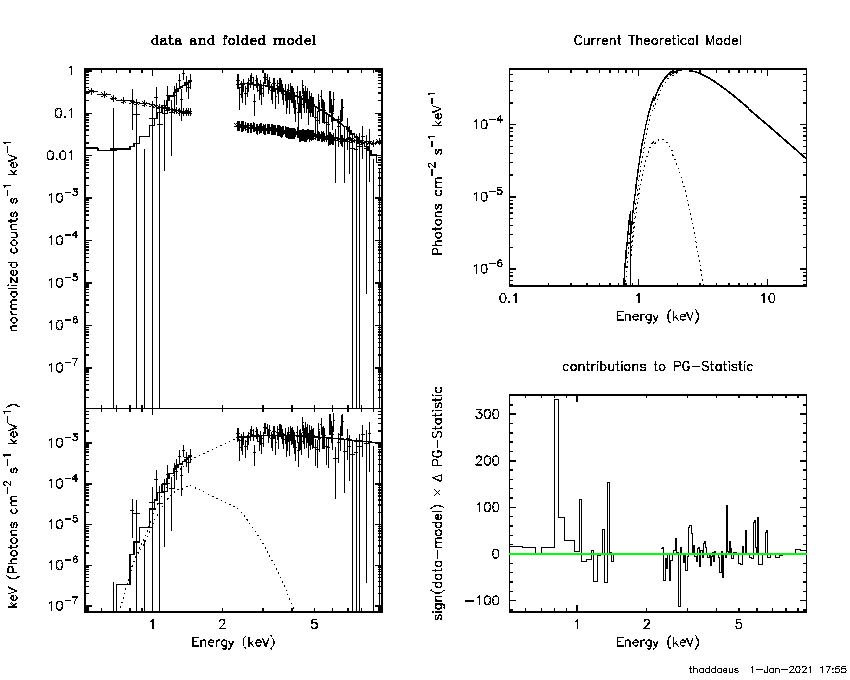 data and folded model
1
0.1
0.01
10⁻³
10⁻⁴
10⁻⁵
10⁻⁶
10⁻⁷
normalized counts s⁻¹ keV⁻¹
10⁻³
10⁻⁴
10⁻⁵
10⁻⁶
10⁻⁷
keV (Photons cm⁻² s⁻¹ keV⁻¹)
1 2 5
Energy (keV)
Current Theoretical Model
10⁻⁴
10⁻⁵
10⁻⁶
Photons cm⁻² s⁻¹ keV⁻¹
0.1 1 10
Energy (keV)
contributions to PG−Statistic
300
200
100
0
−100
sign(data−model) × Δ PG−Statistic
1 2 5
Energy (keV)
thaddaeus 1−Jan−2021 17:55